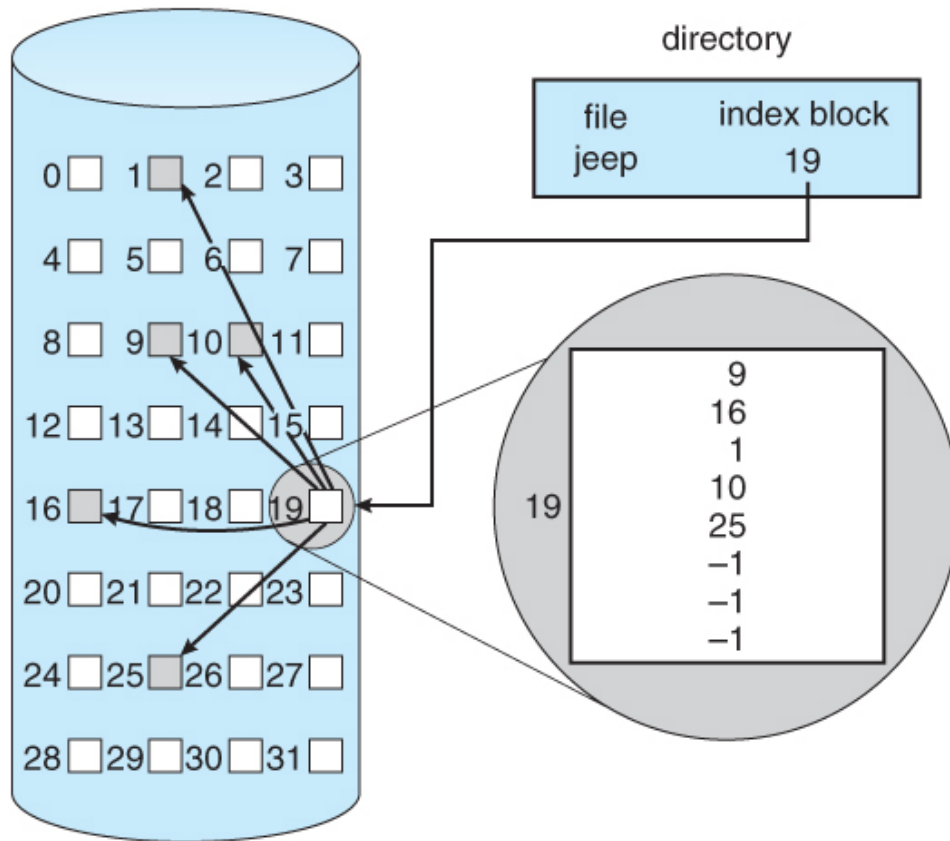 directory
file index block
jeep 19
0 1 2 3
4 5 6 7
8 9 10 11
12 13 14 15
16 17 18 19
20 21 22 23
24 25 26 27
28 29 30 31
19
9
16
1
10
25
–1
–1
–1